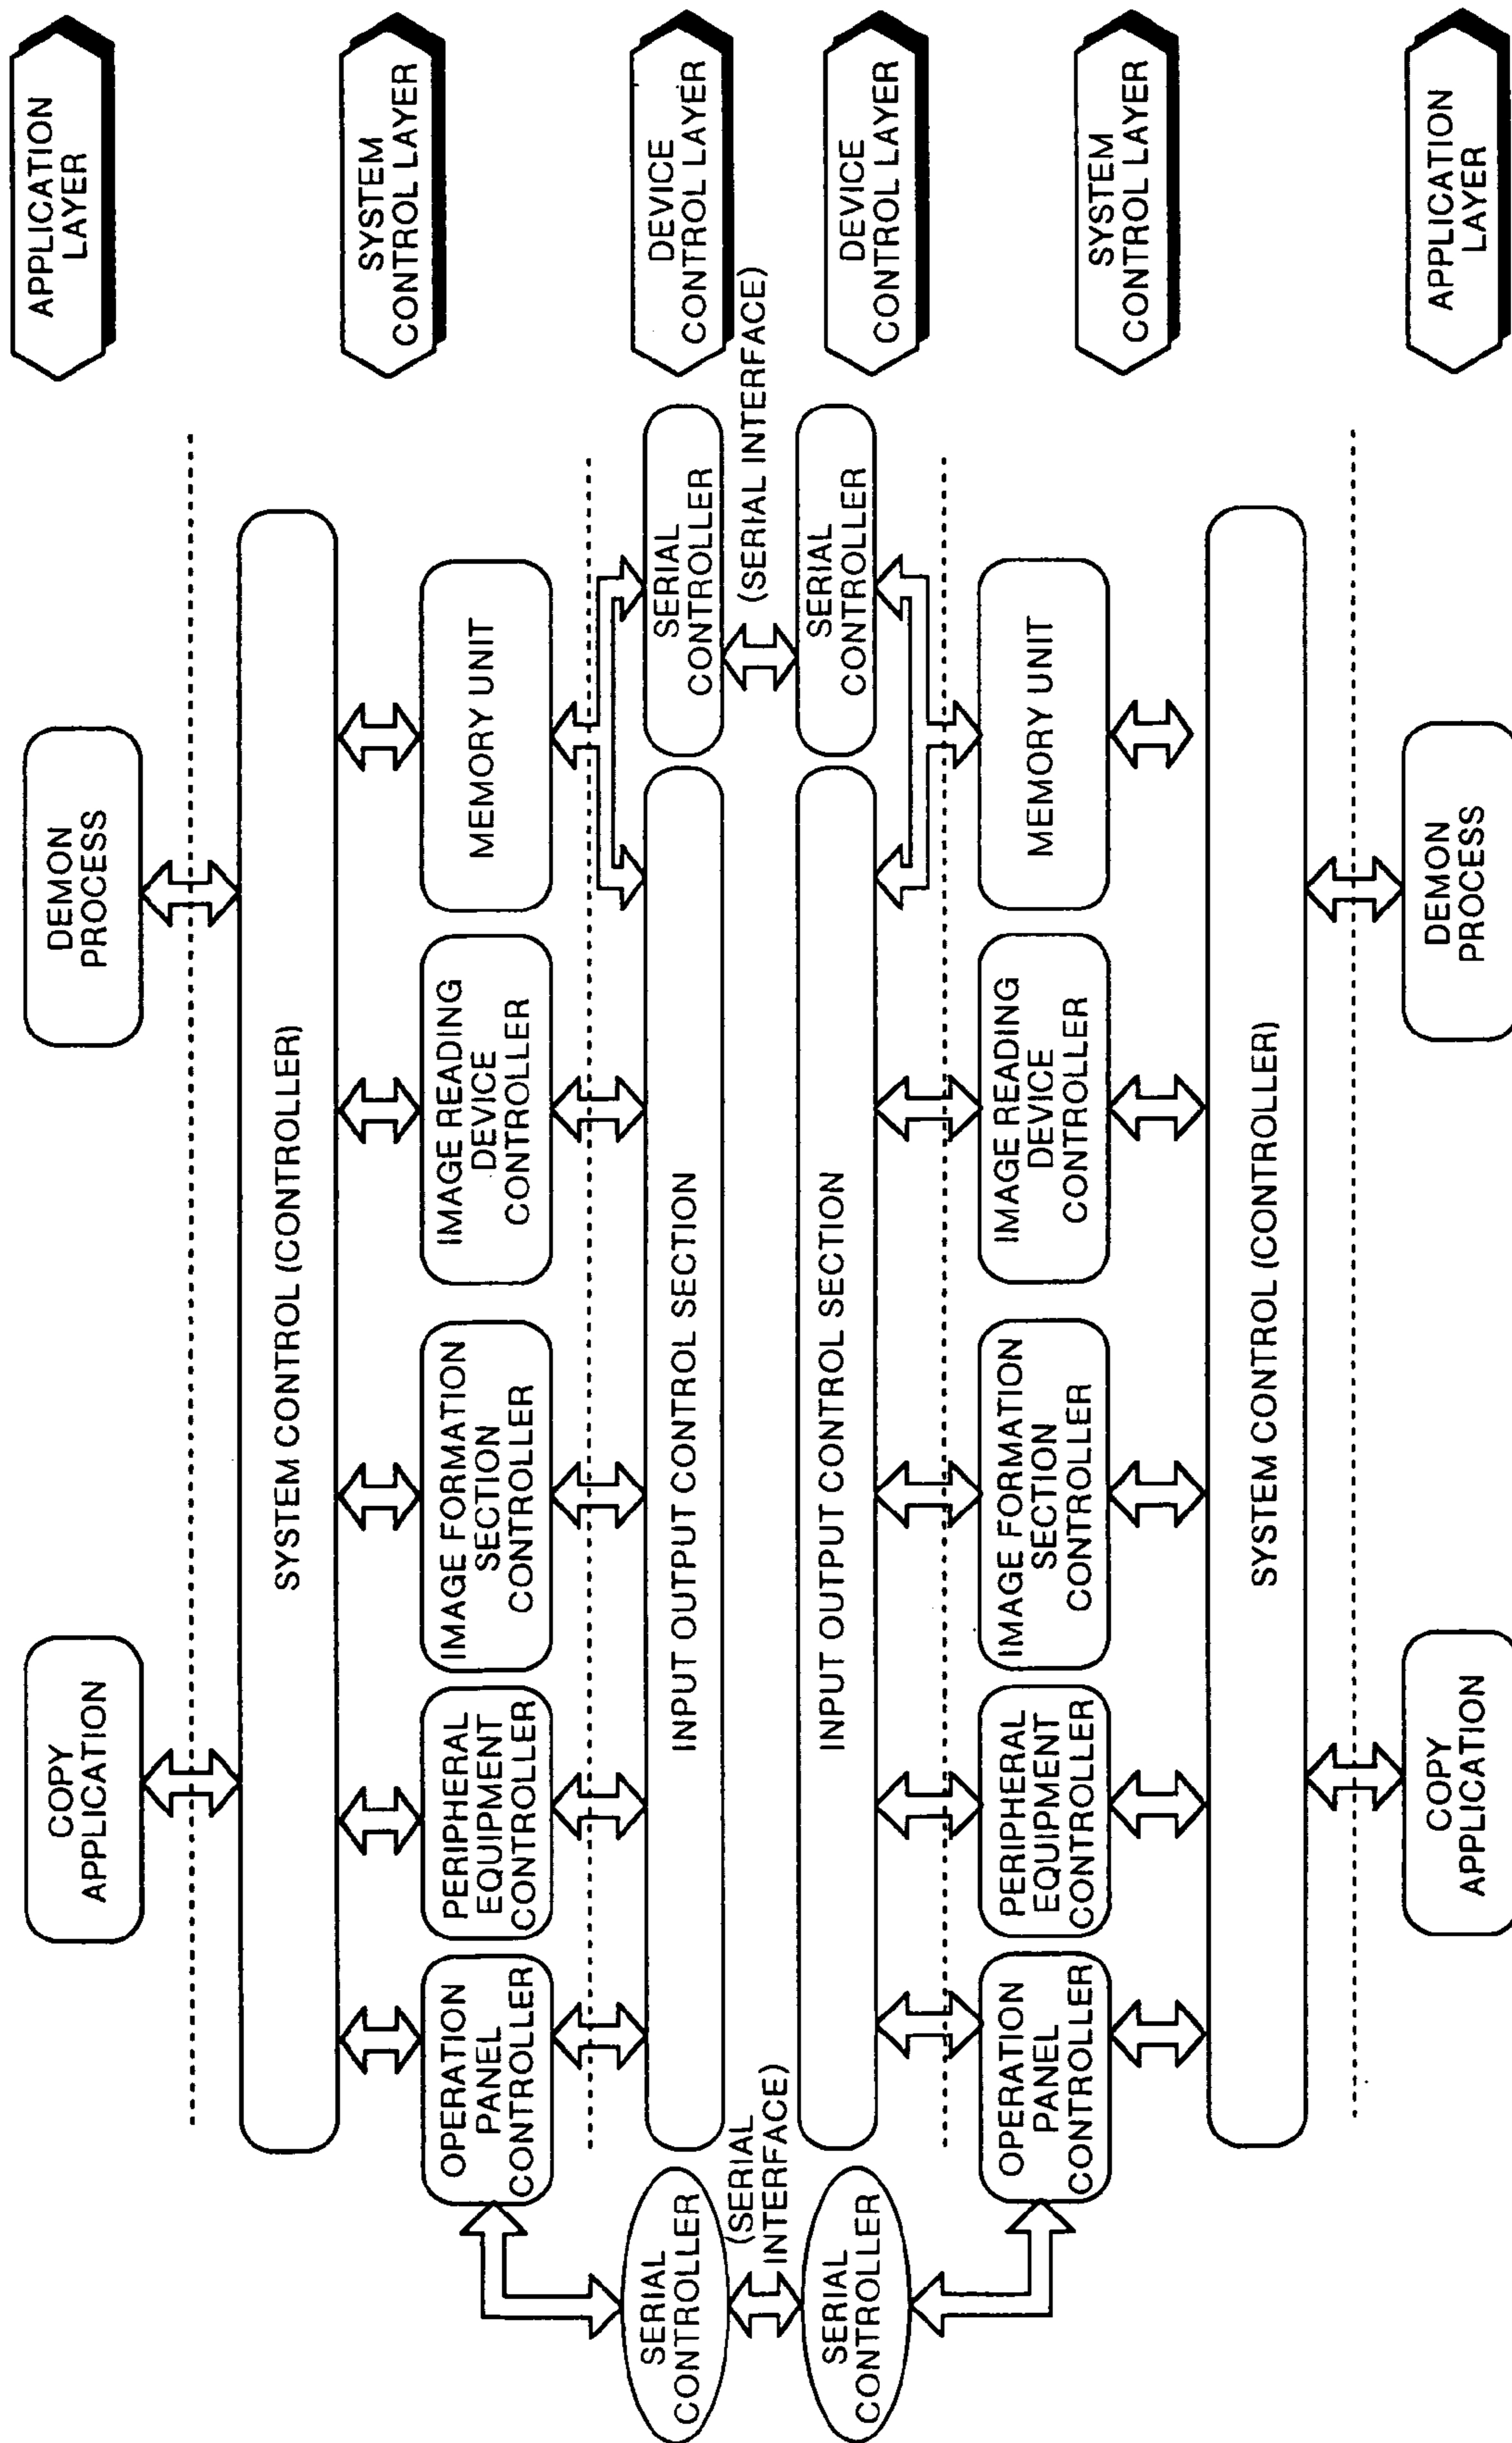 COPY
APPLICATION
DEMON
PROCESS
APPLICATION
LAYER
SYSTEM CONTROL (CONTROLLER)
SYSTEM
CONTROL LAYER
OPERATION
PANEL
CONTROLLER
PERIPHERAL
EQUIPMENT
CONTROLLER
IMAGE FORMATION
SECTION
CONTROLLER
IMAGE READING
DEVICE
CONTROLLER
MEMORY UNIT
SERIAL
CONTROLLER
INPUT OUTPUT CONTROL SECTION
SERIAL
CONTROLLER
DEVICE
CONTROL LAYER
(SERIAL
INTERFACE)
(SERIAL INTERFACE)
SERIAL
CONTROLLER
INPUT OUTPUT CONTROL SECTION
SERIAL
CONTROLLER
DEVICE
CONTROL LAYER
OPERATION
PANEL
CONTROLLER
PERIPHERAL
EQUIPMENT
CONTROLLER
IMAGE FORMATION
SECTION
CONTROLLER
IMAGE READING
DEVICE
CONTROLLER
MEMORY UNIT
SYSTEM
CONTROL LAYER
SYSTEM CONTROL (CONTROLLER)
COPY
APPLICATION
DEMON
PROCESS
APPLICATION
LAYER